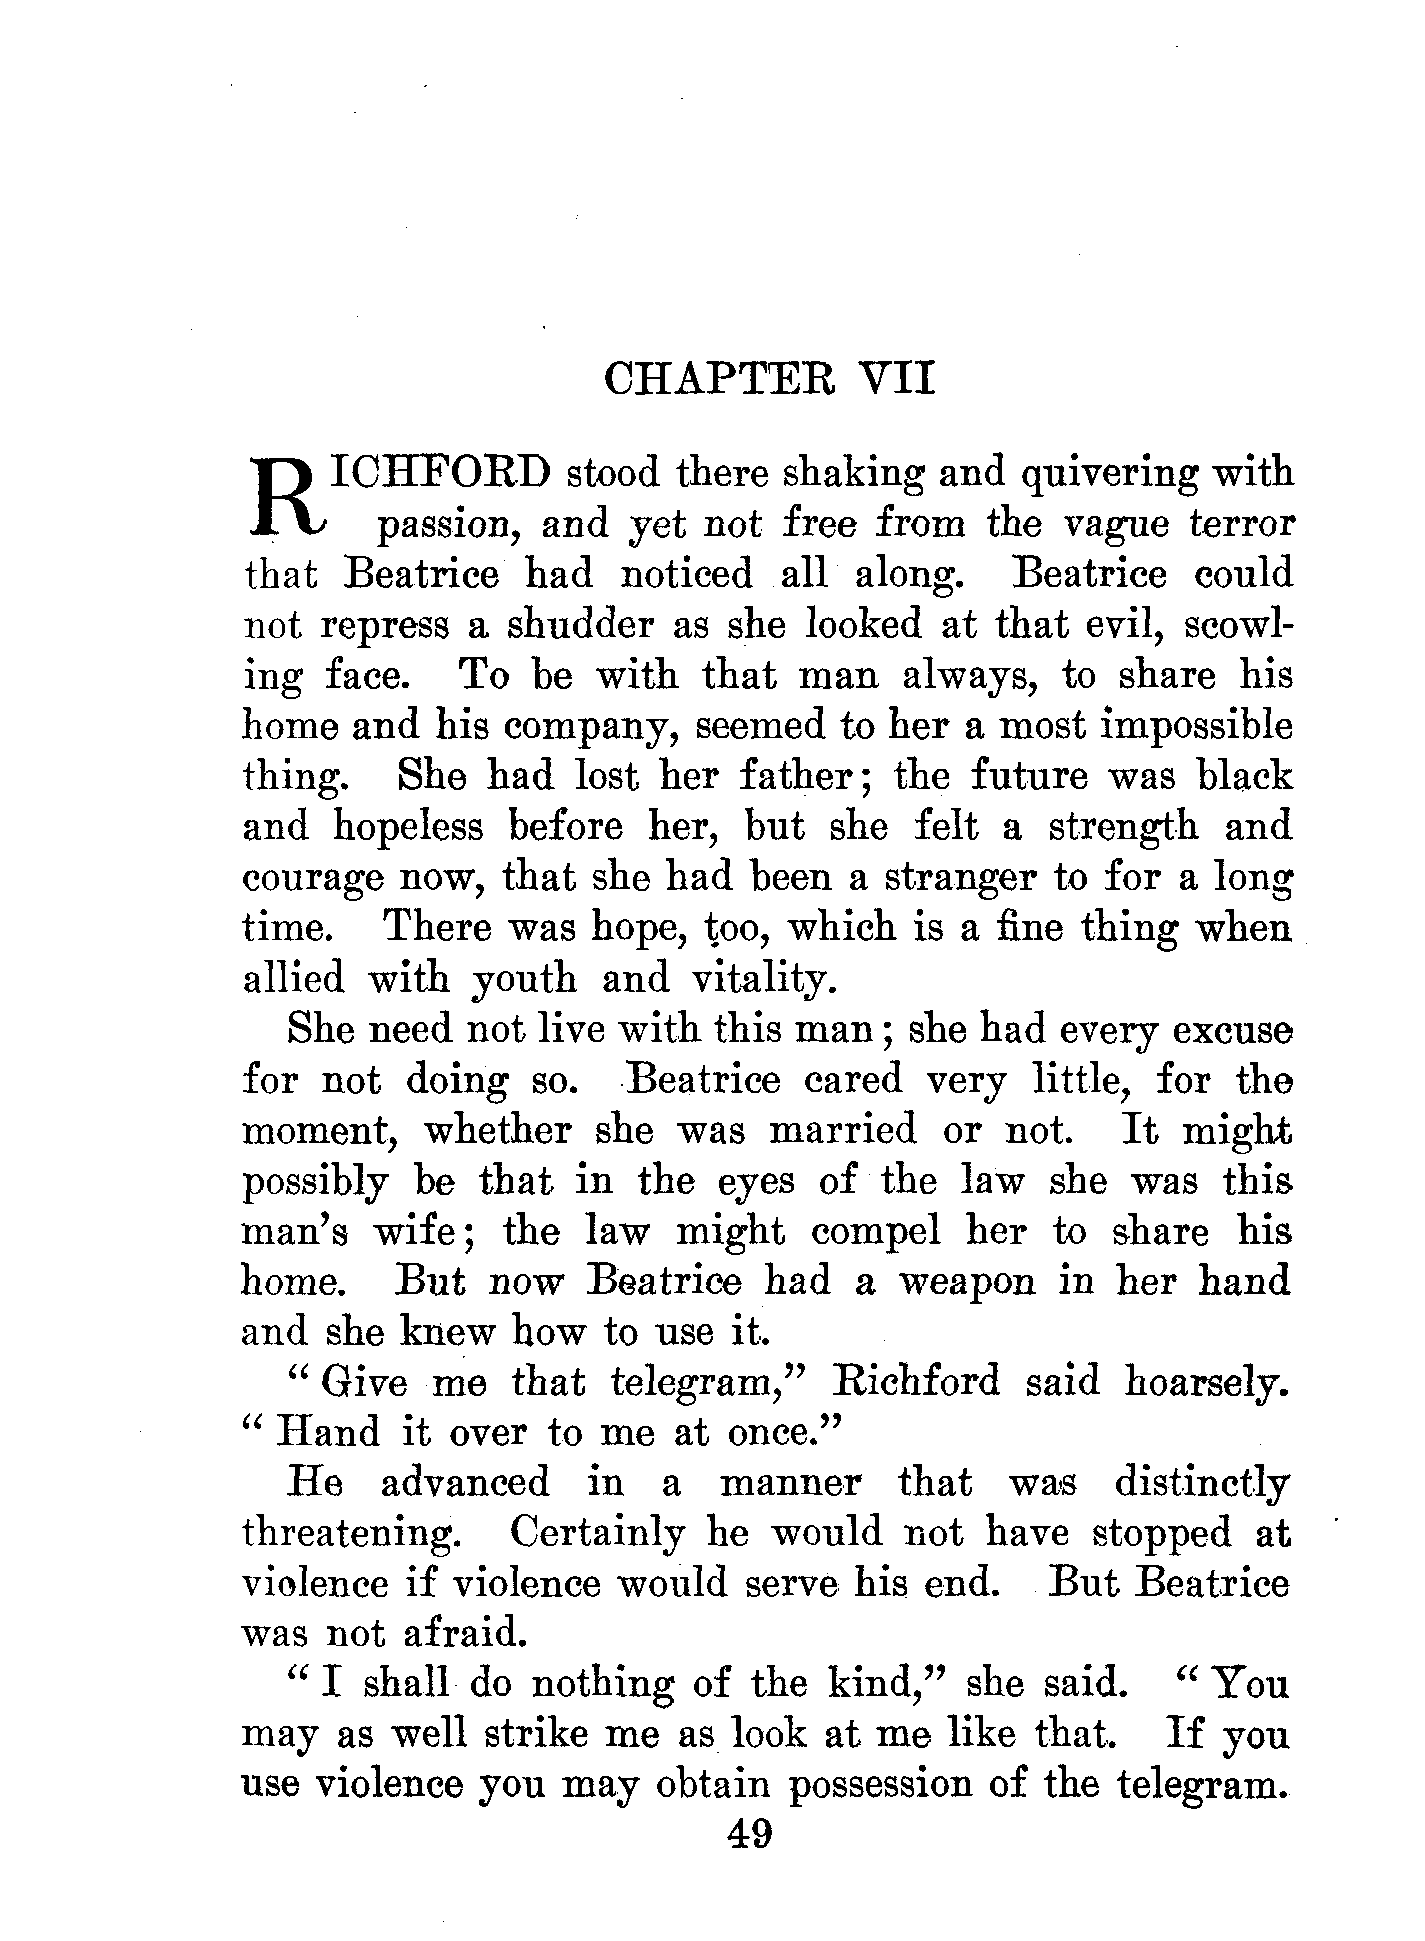 CHAPTER VII
RICHFORD stood there shaking and quivering with
passion, and yet not free from the vague terror
that Beatrice had noticed all along. Beatrice could
not repress a shudder as she looked at that evil, scowl-
ing face. To be with that man always, to share his
home and his company, seemed to her a most impossible
thing. She had lost her father; the future was black
and hopeless before her, but she felt a strength and
courage now, that she had been a stranger to for a long
time. There was hope, too, which is a fine thing when
allied with youth and vitality.
She need not live with this man; she had every excuse
for not doing so. Beatrice cared very little, for the
moment, whether she was married or not. It might
possibly be that in the eyes of the law she was this
man's wife; the law might compel her to share his
home. But now Beatrice had a weapon in her hand
and she knew how to use it.
"Give me that telegram," Richford said hoarsely.
"Hand it over to me at once."
He advanced in a manner that was distinctly
threatening. Certainly he would not have stopped at
violence if violence would serve his end. But Beatrice
was not afraid.
"I shall do nothing of the kind," she said. "You
may as well strike me as look at me like that. If you
use violence you may obtain possession of the telegram.
49